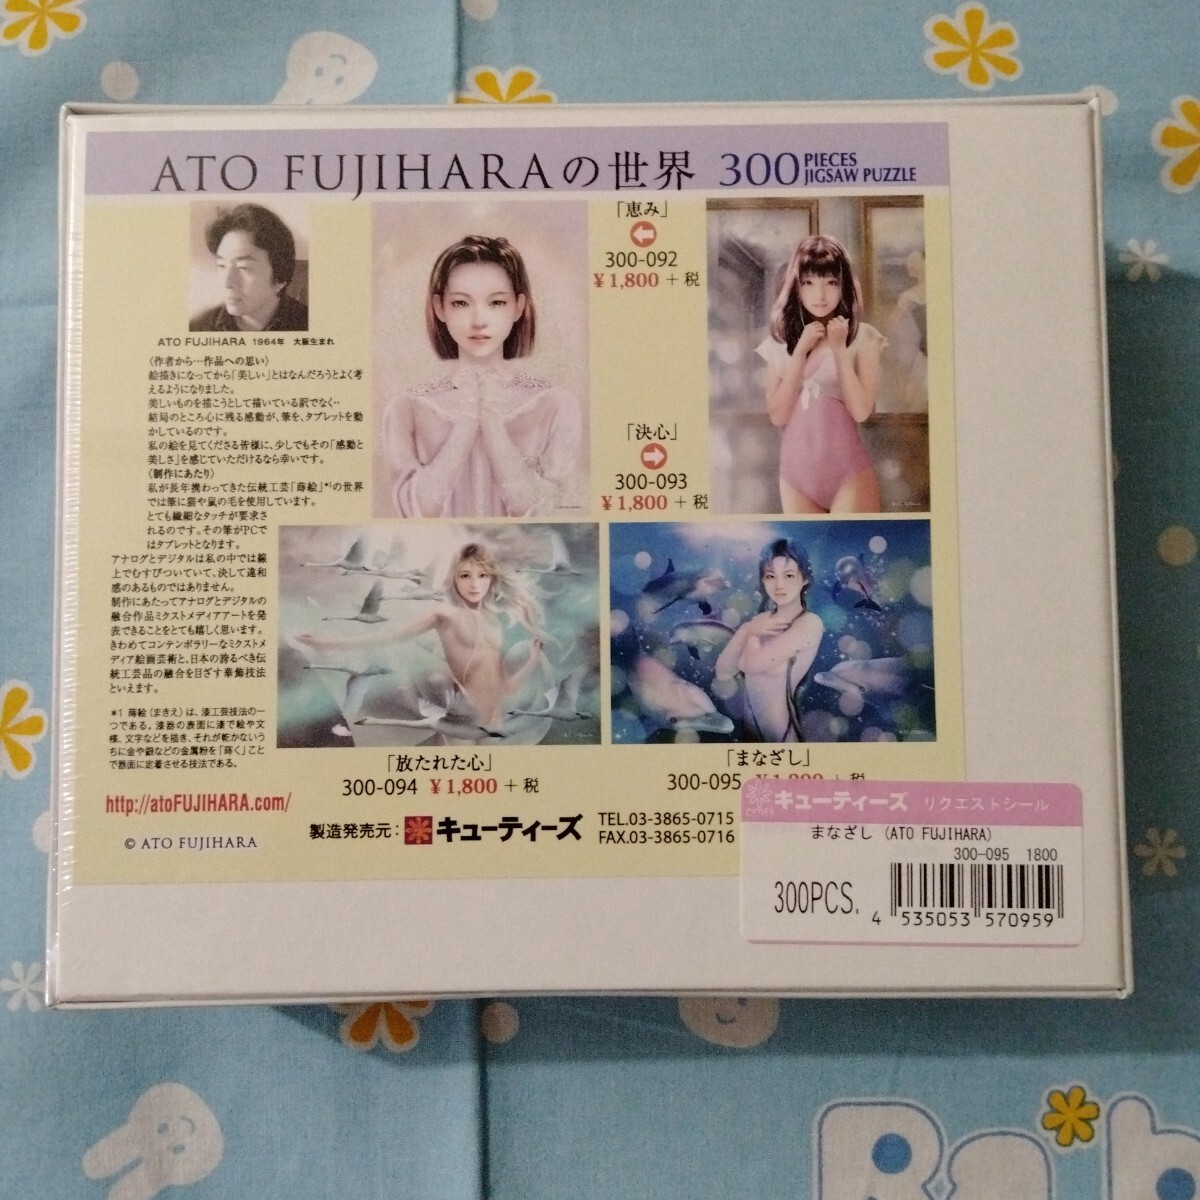 ATO FUJIHARAの世界 300 PIECES JIGSAW PUZZLE
ATO FUJIHARA 1964年 大阪生まれ
〈作者から…作品への思い〉
絵描きになってから「美しい」とはなんだろうとよく考
えるようになりました。
美しいものを描こうとして描いている訳でなく‥
結局のところ心に残る感動が、筆を、タブレットを動
かしているのです。
私の絵を見てくださる皆様に、少しでもその「感動と
美しさ」を感じていただけるなら幸いです。
〈制作にあたり〉
私が長年携わってきた伝統工芸「蒔絵」*1の世界
では筆に猫や鼠の毛を使用しています。
とても繊細なタッチが要求さ
れるのです。その筆がPCで
はタブレットとなります。
アナログとデジタルは私の中では線
上でむすびついていて、決して違和
感のあるものではありません。
制作にあたってアナログとデジタルの
融合作品ミクストメディアアートを発
表できることをとても嬉しく思います。
きわめてコンテンポラリーなミクストメ
ディア絵画芸術と、日本の誇るべき伝
統工芸品の融合を目ざす華飾技法
といえます。
*1 蒔絵(まきえ)は、漆工芸技法の一
つである。漆器の表面に漆で絵や文
様、文字などを描き、それが乾かないう
ちに金や銀などの金属粉を「蒔く」こと
で器面に定着させる技法である。
http://atoFUJIHARA.com/
© ATO FUJIHARA
「恵み」
300-092
¥1,800 + 税
「決心」
300-093
¥1,800 + 税
「放たれた心」
300-094 ¥1,800 + 税
「まなざし」
300-095 ¥1,800 + 税
製造発売元: キューティーズ
TEL.03-3865-0715
FAX.03-3865-0716
キューティーズ リクエストシール
まなざし (ATO FUJIHARA)
300-095 1800
300PCS.
4 535053 570959